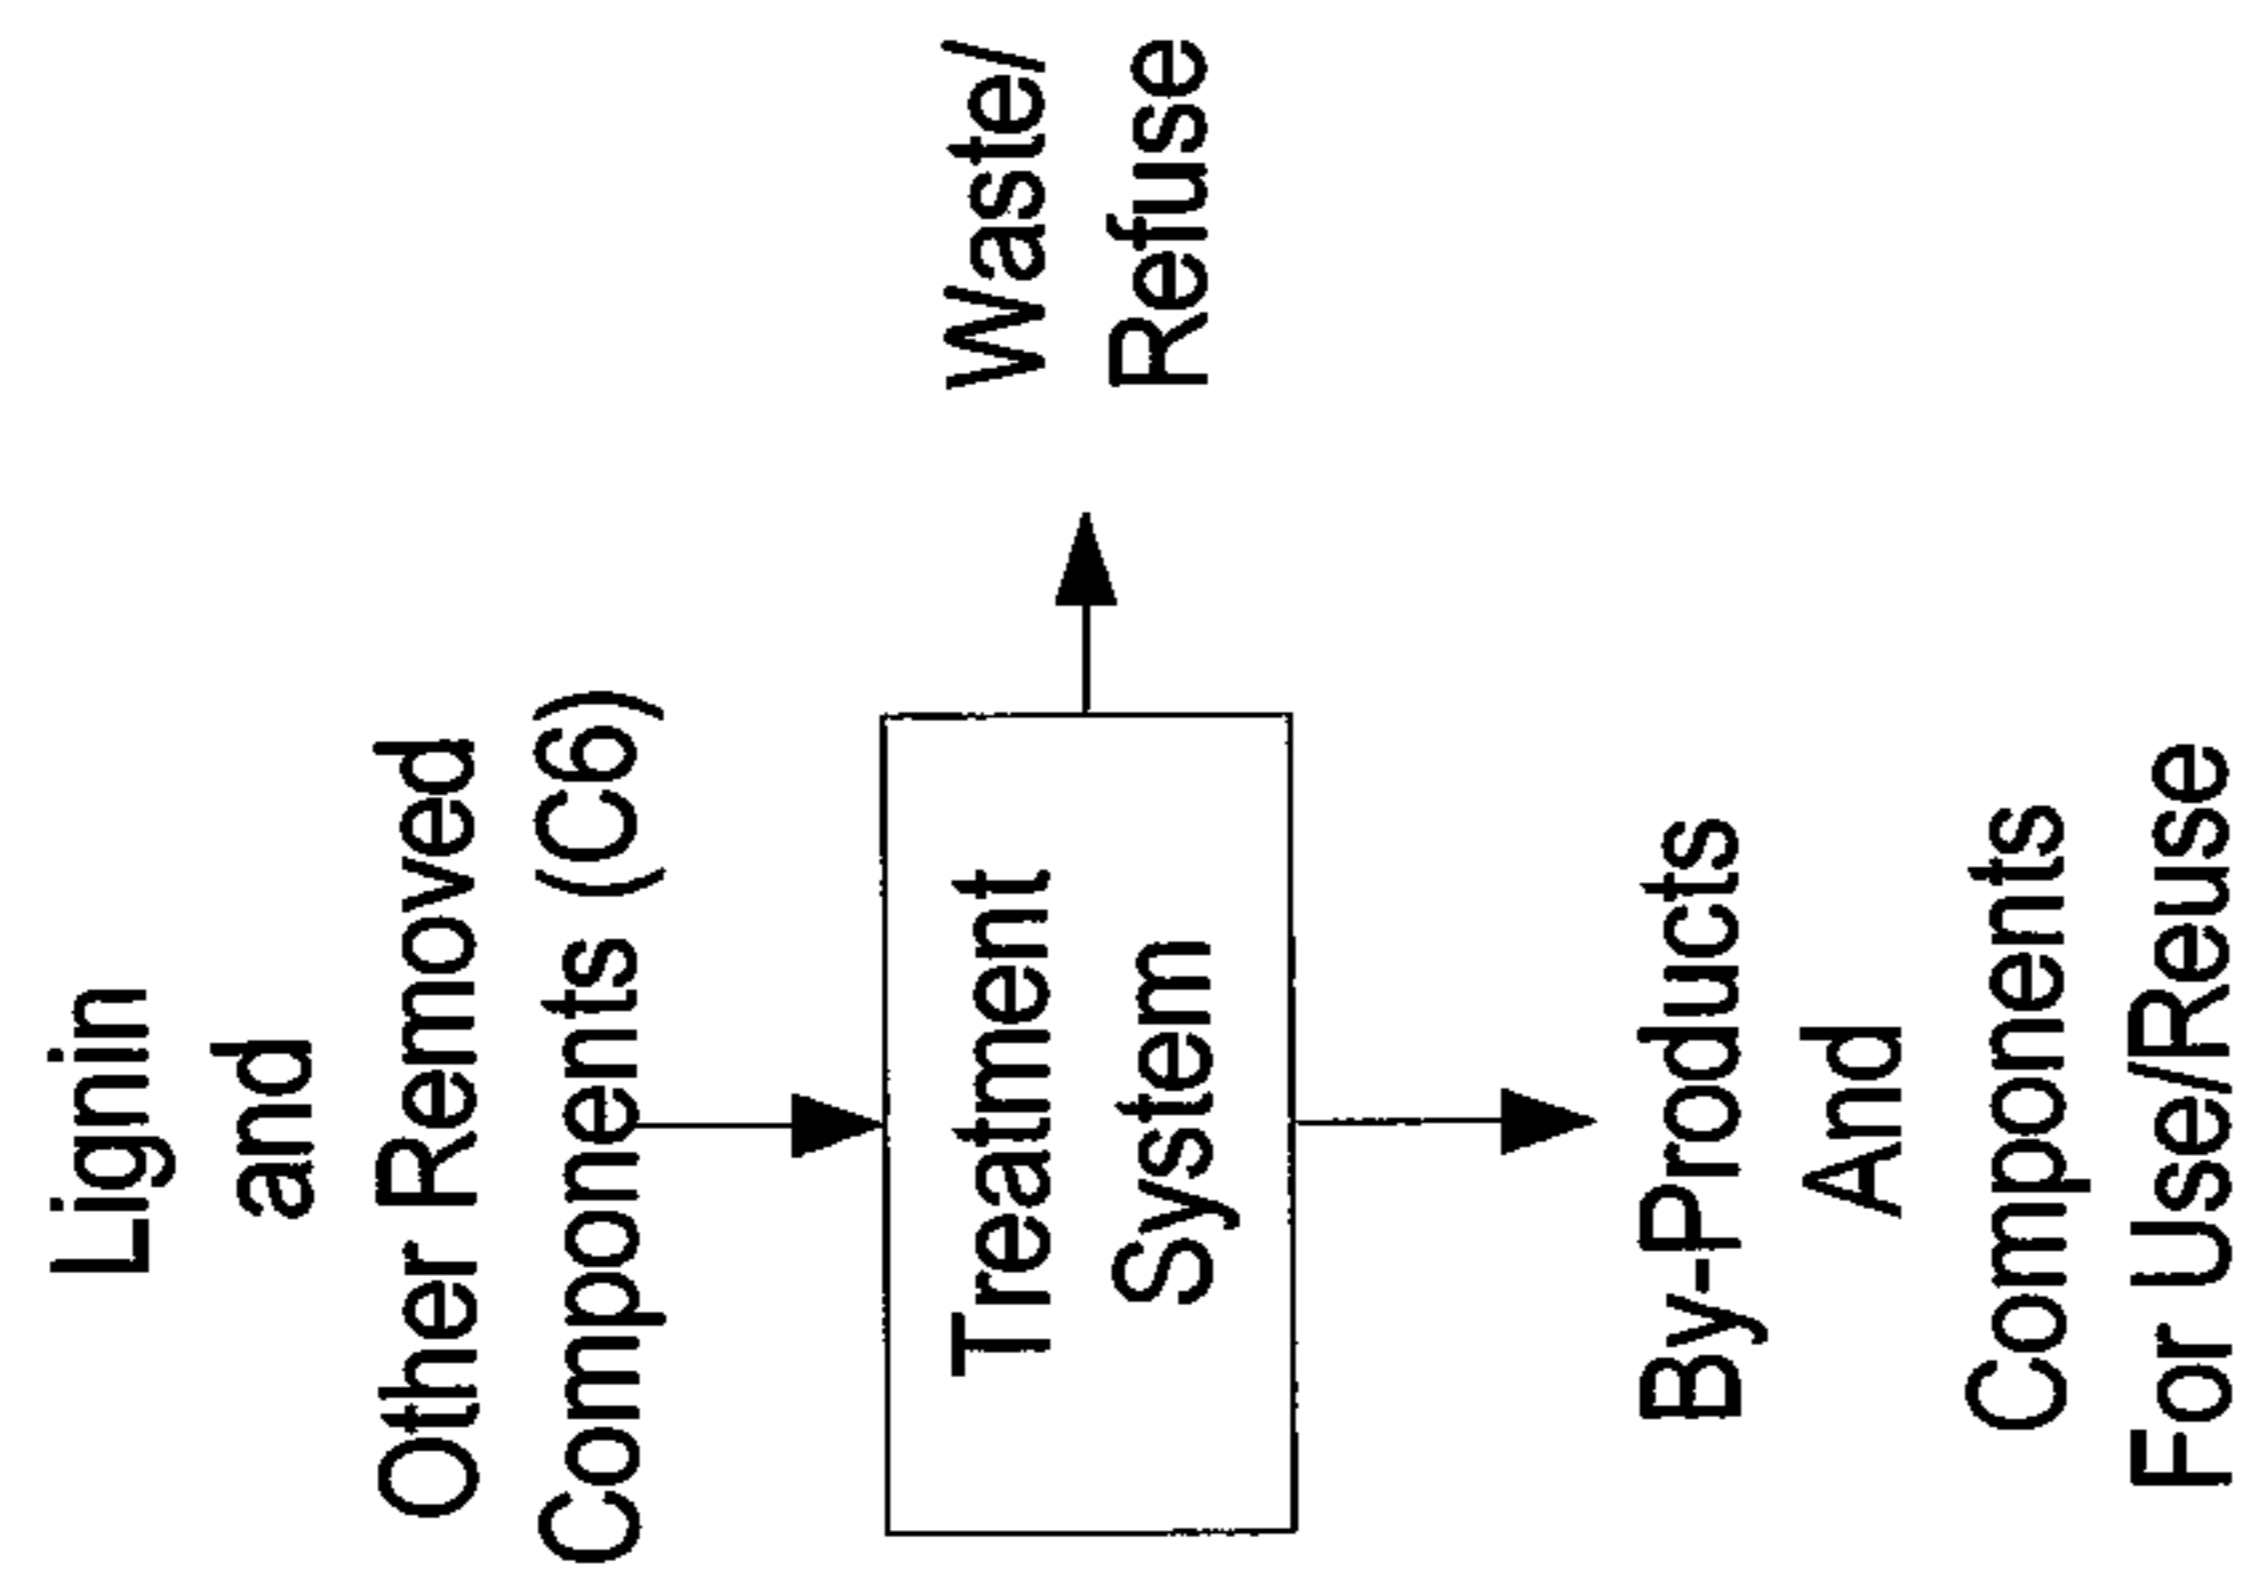 Lignin
and
Other Removed
Components (C6)
Treatment
System
Waste/
Refuse
By-Products
And
Components
For Use/Reuse